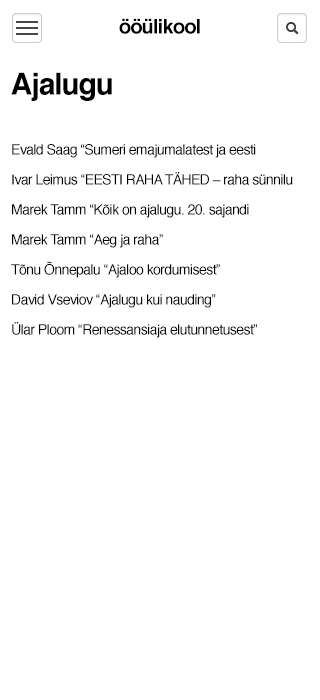 ööülikool
Ajalugu
Evald Saag “Sumeri emajumalatest ja eesti
Ivar Leimus “EESTI RAHA TÄHED – raha sünnilu
Marek Tamm “Kõik on ajalugu. 20. sajandi
Marek Tamm “Aeg ja raha”
Tõnu Õnnepalu “Ajaloo kordumisest”
David Vseviov “Ajalugu kui nauding”
Ülar Ploom “Renessansiaja elutunnetusest”